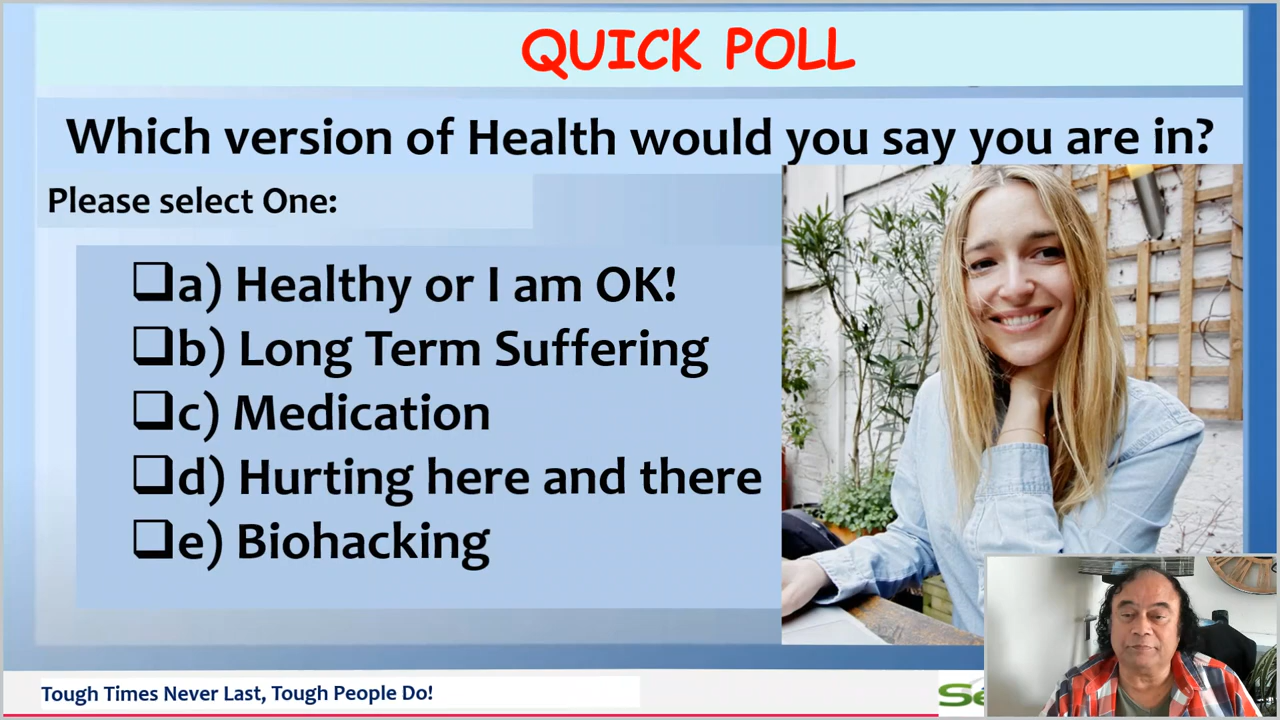 QUICK POLL
Which version of Health would you say you are in?
Please select One:
a) Healthy or I am OK!
b) Long Term Suffering
c) Medication
d) Hurting here and there
e) Biohacking
Tough Times Never Last, Tough People Do!